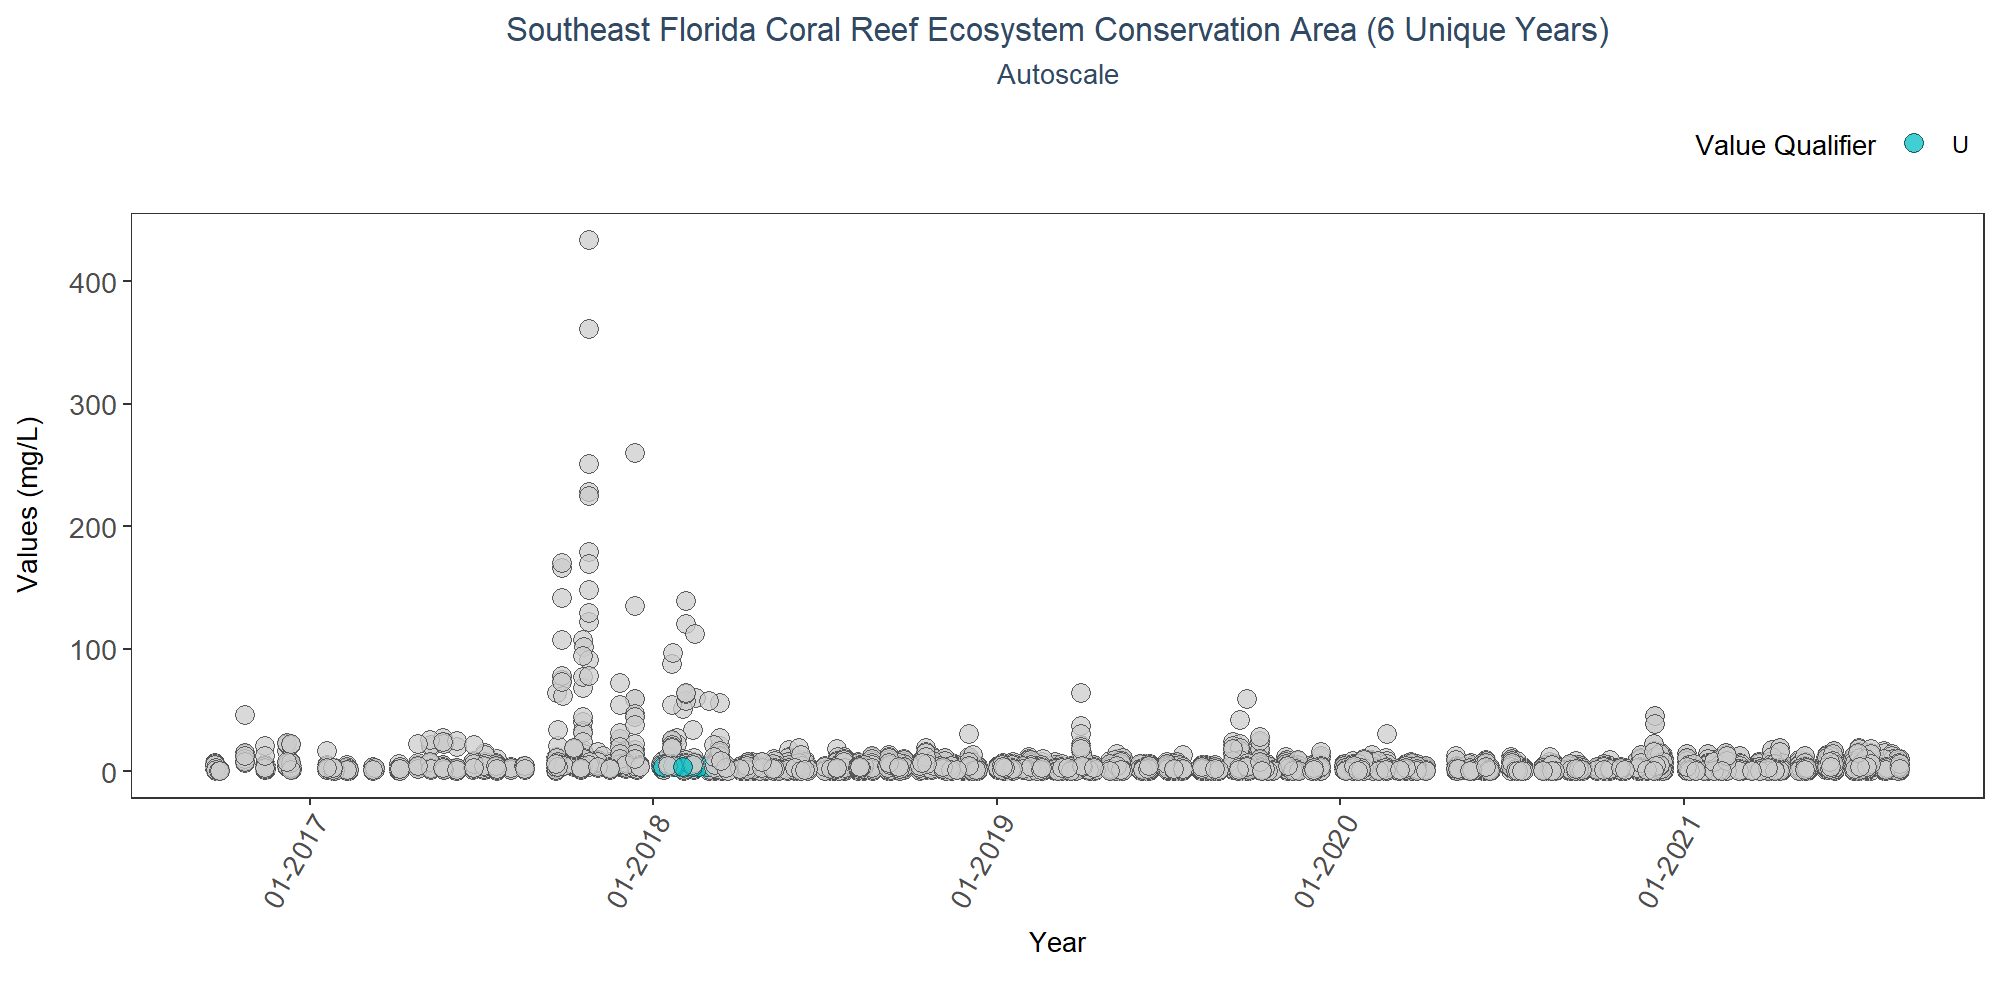 Southeast Florida Coral Reef Ecosystem Conservation Area (6 Unique Years)
Autoscale
Value Qualifier U
Values (mg/L)
400
300
200
100
0
01-2017
01-2018
01-2019
01-2020
01-2021
Year